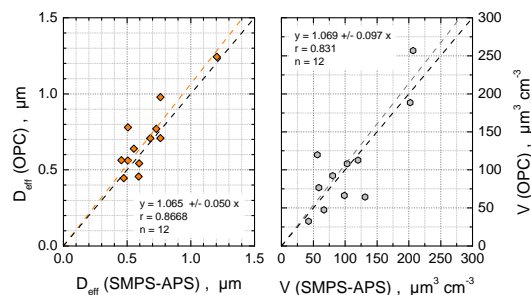 1.5
1.0
0.5
0.0
D_eff (OPC) , µm
y = 1.065 +/- 0.050 x
r = 0.8668
n = 12
0.0 0.5 1.0 1.5
D_eff (SMPS-APS) , µm
y = 1.069 +/- 0.097 x
r = 0.831
n = 12
300
250
200
150
100
50
0
V (OPC) , µm³ cm⁻³
0 50 100 150 200 250 300
V (SMPS-APS) , µm³ cm⁻³